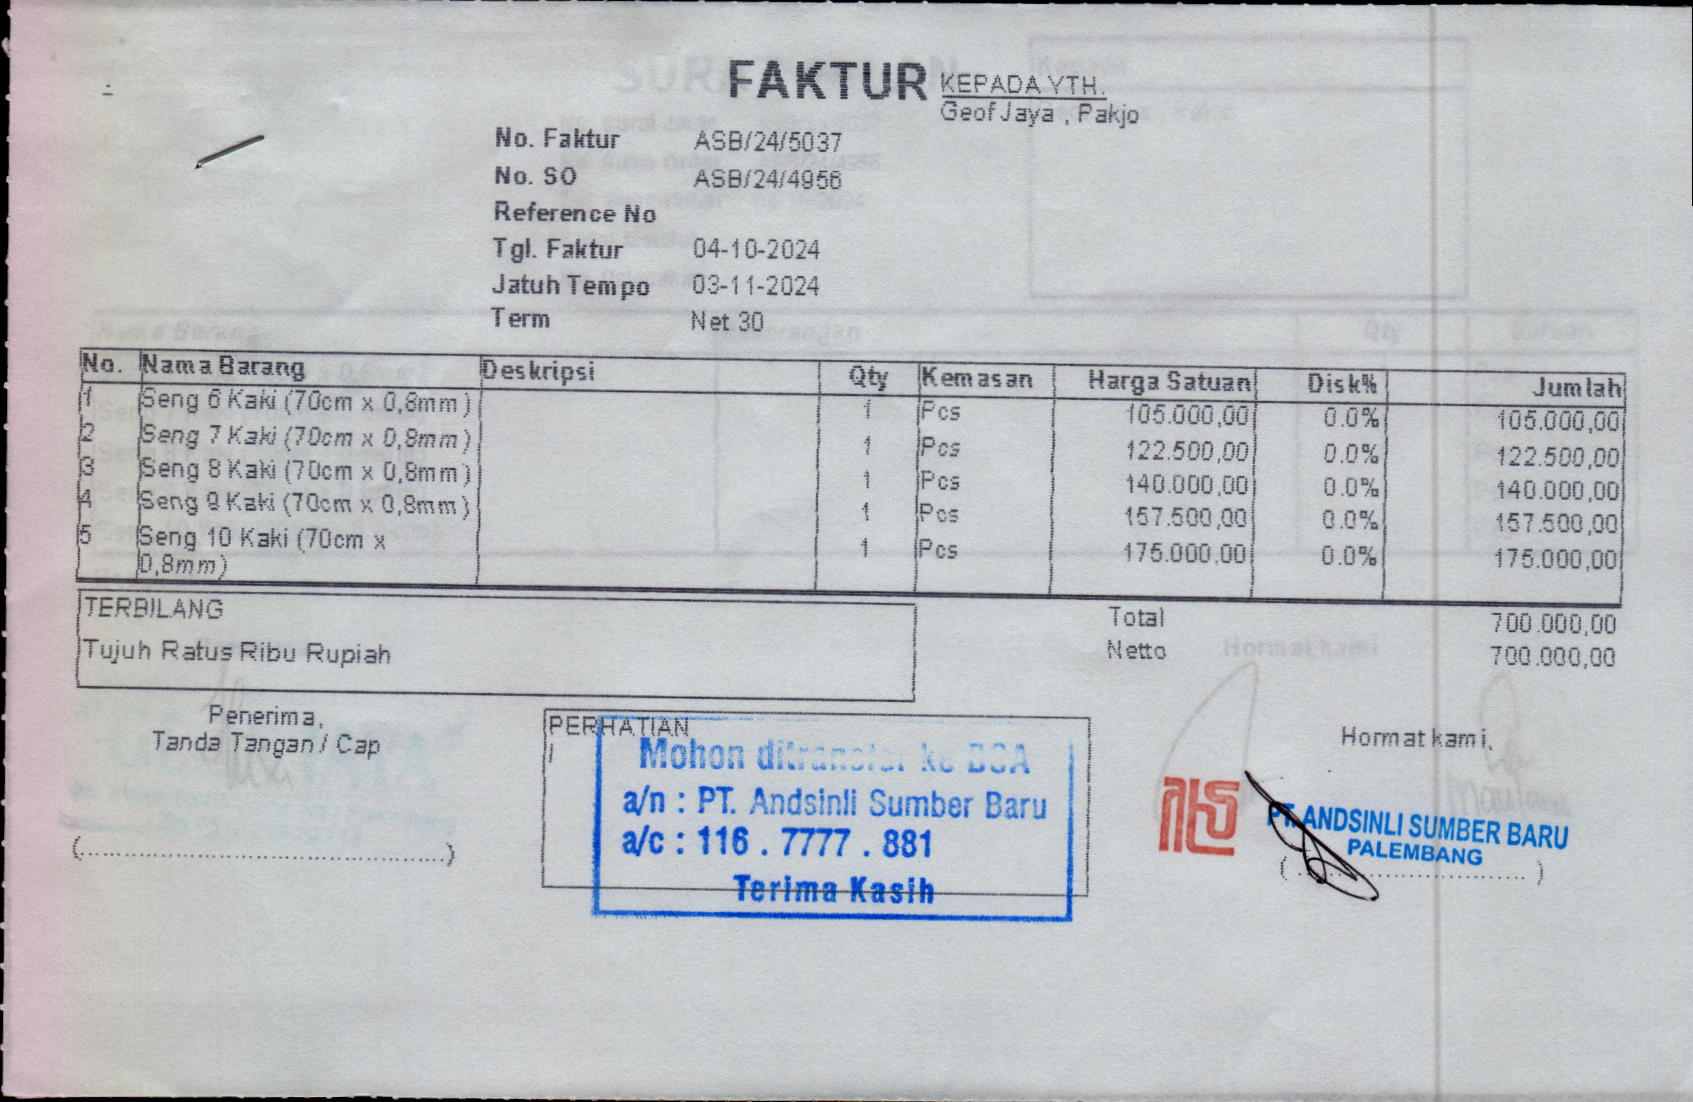 FAKTUR
KEPADA YTH.
Geof Jaya , Pakjo
No. Faktur ASB/24/5037
No. SO ASB/24/4956
Reference No
Tgl. Faktur 04-10-2024
Jatuh Tempo 03-11-2024
Term Net 30
No. Nama Barang Deskripsi Qty Kemasan Harga Satuan Disk% Jumlah
1 Seng 6 Kaki (70cm x 0,8mm) 1 Pcs 105.000,00 0.0% 105.000,00
2 Seng 7 Kaki (70cm x 0,8mm) 1 Pcs 122.500,00 0.0% 122.500,00
3 Seng 8 Kaki (70cm x 0,8mm) 1 Pcs 140.000,00 0.0% 140.000,00
4 Seng 9 Kaki (70cm x 0,8mm) 1 Pcs 157.500,00 0.0% 157.500,00
5 Seng 10 Kaki (70cm x 1 Pcs 175.000,00 0.0% 175.000,00
0,8mm)
TERBILANG
Tujuh Ratus Ribu Rupiah
Total 700.000,00
Netto 700.000,00
Penerima,
Tanda Tangan / Cap
(............................................................)
PERHATIAN
Mohon ditransfer ke BCA
a/n : PT. Andsinli Sumber Baru
a/c : 116 . 7777 . 881
Terima Kasih
Hormat kami,
PT. ANDSINLI SUMBER BARU
PALEMBANG
(........................................)